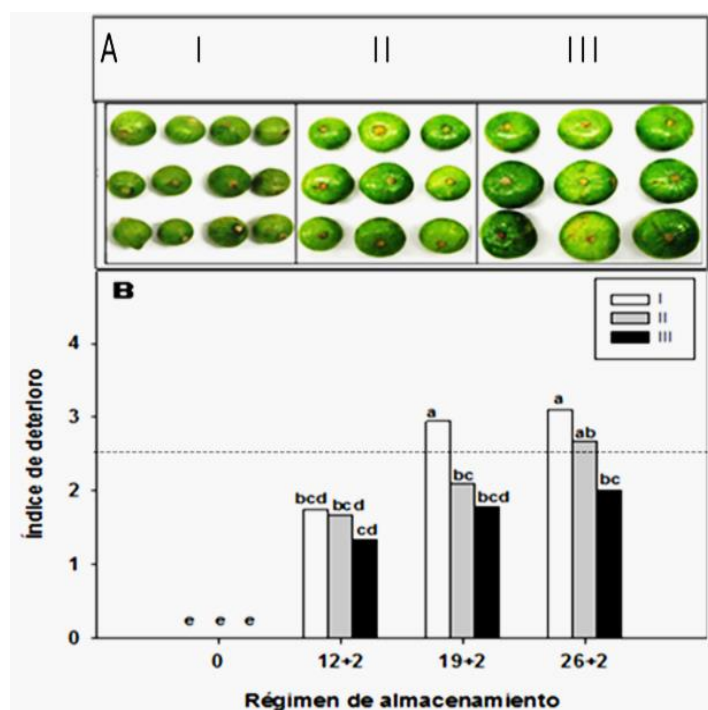 A I II III
B
I
II
III
4
3
2
1
0
Índice de deterioro
e e e
bcd bcd cd
a bc bcd
a ab bc
0 12+2 19+2 26+2
Régimen de almacenamiento